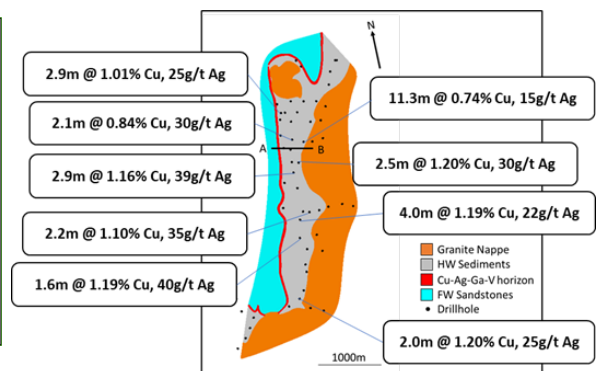 N
2.9m @ 1.01% Cu, 25g/t Ag
11.3m @ 0.74% Cu, 15g/t Ag
2.1m @ 0.84% Cu, 30g/t Ag
A
B
2.5m @ 1.20% Cu, 30g/t Ag
2.9m @ 1.16% Cu, 39g/t Ag
4.0m @ 1.19% Cu, 22g/t Ag
2.2m @ 1.10% Cu, 35g/t Ag
1.6m @ 1.19% Cu, 40g/t Ag
Granite Nappe
HW Sediments
Cu-Ag-Ga-V horizon
FW Sandstones
Drillhole
2.0m @ 1.20% Cu, 25g/t Ag
1000m